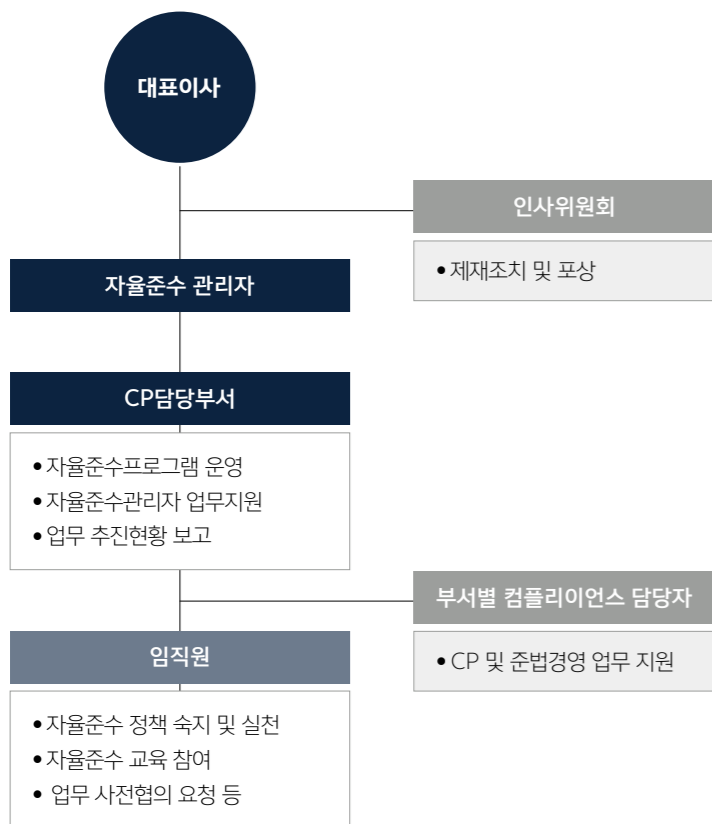 대표이사
인사위원회
• 제재조치 및 포상
자율준수 관리자
CP담당부서
• 자율준수프로그램 운영
• 자율준수관리자 업무지원
• 업무 추진현황 보고
부서별 컴플리이언스 담당자
• CP 및 준법경영 업무 지원
임직원
• 자율준수 정책 숙지 및 실천
• 자율준수 교육 참여
• 업무 사전협의 요청 등